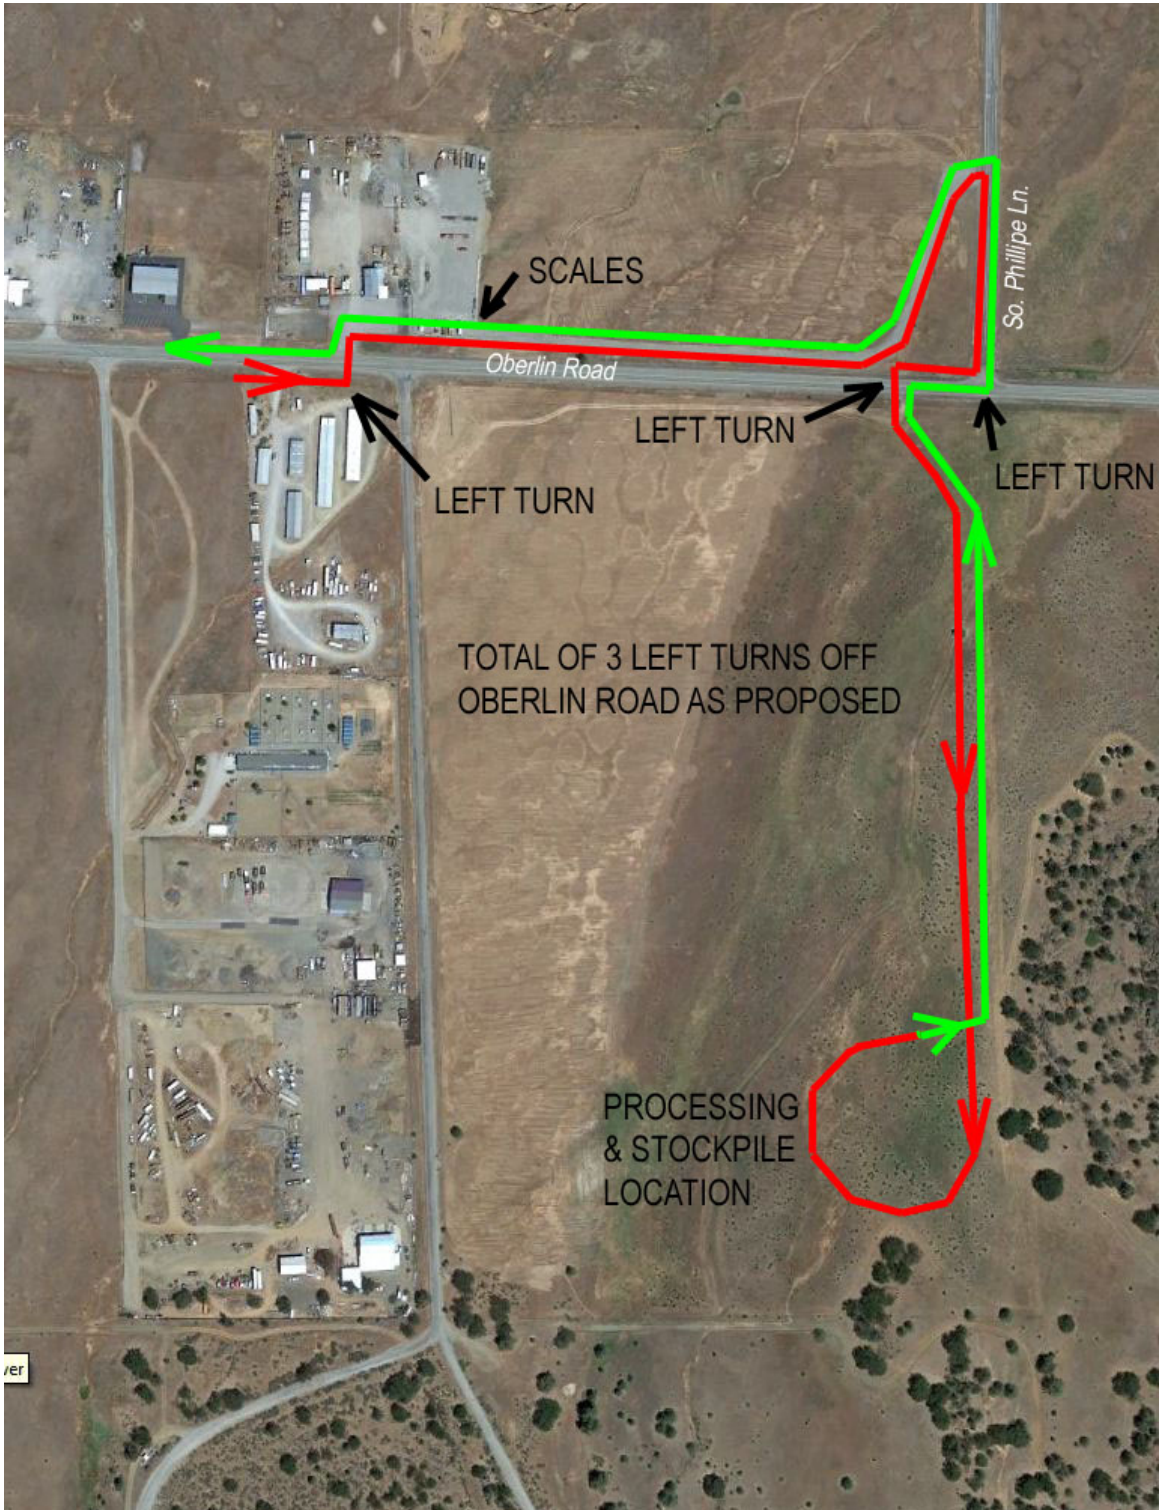 So. Phillipe Ln.
SCALES
Oberlin Road
LEFT TURN
LEFT TURN
LEFT TURN
TOTAL OF 3 LEFT TURNS OFF
OBERLIN ROAD AS PROPOSED
PROCESSING
& STOCKPILE
LOCATION
ver